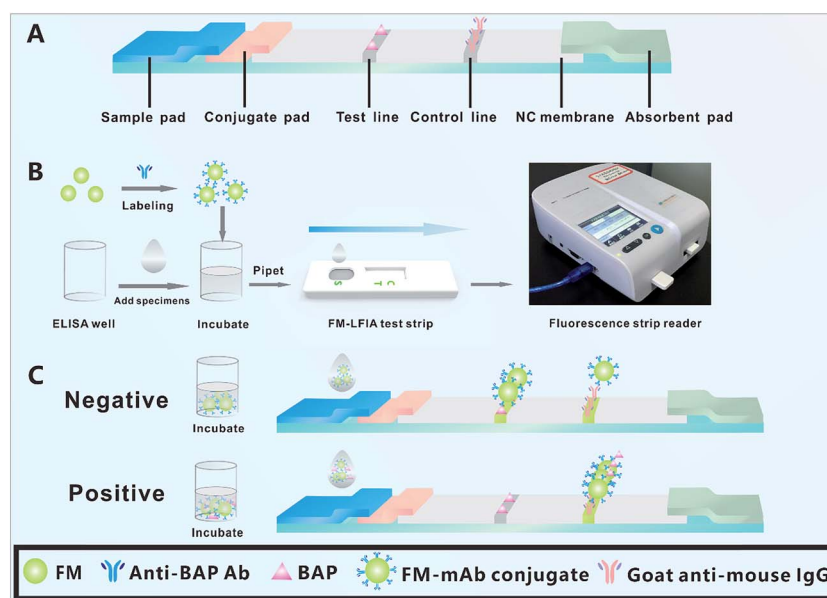 A
Sample pad Conjugate pad Test line Control line NC membrane Absorbent pad
B
Labeling
Pipet
Add specimens
ELISA well Incubate FM-LFIA test strip Fluorescence strip reader
S T C
C
Negative
Incubate
Positive
Incubate
FM Anti-BAP Ab BAP FM-mAb conjugate Goat anti-mouse IgG